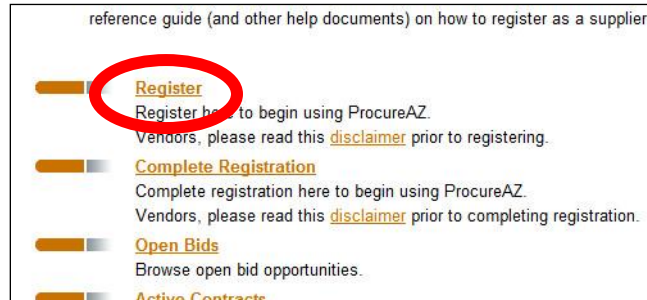 reference guide (and other help documents) on how to register as a supplier
Register
Register here to begin using ProcureAZ.
Vendors, please read this disclaimer prior to registering.
Complete Registration
Complete registration here to begin using ProcureAZ.
Vendors, please read this disclaimer prior to completing registration.
Open Bids
Browse open bid opportunities.
Active Contracts